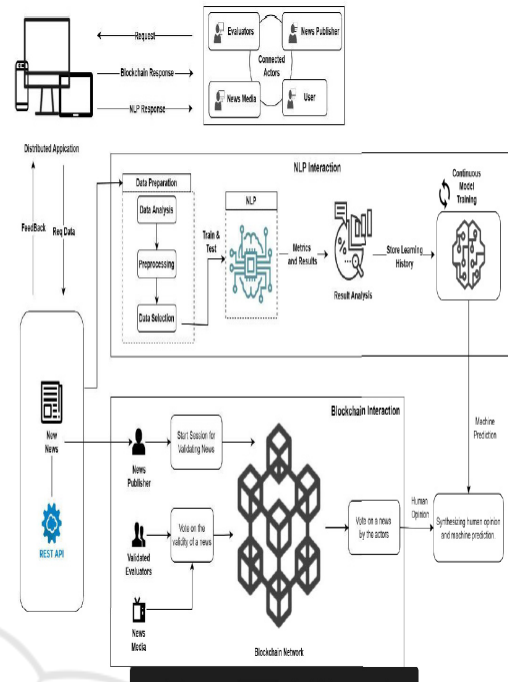 Request
Blockchain Response
NLP Response
Evaluators
News Publisher
Connected
Actors
News Media
User
Distributed Appication
FeedBack
Req Data
NLP Interaction
Data Preparation
Data Analysis
Preprocessing
Data Selection
Train &
Test
NLP
Metrics
and Results
Result Analysis
Store Learning
History
Continuous
Model
Training
Machine
Prediction
New
News
REST API
Blockchain Interaction
News
Publisher
Start Session for
Validating News
Validated
Evaluators
Vote on the
validity of a news
News
Media
Blockchain Network
Vote on a news
by the actors
Human
Opinion
Synthesizing human opinion
and machine prediction